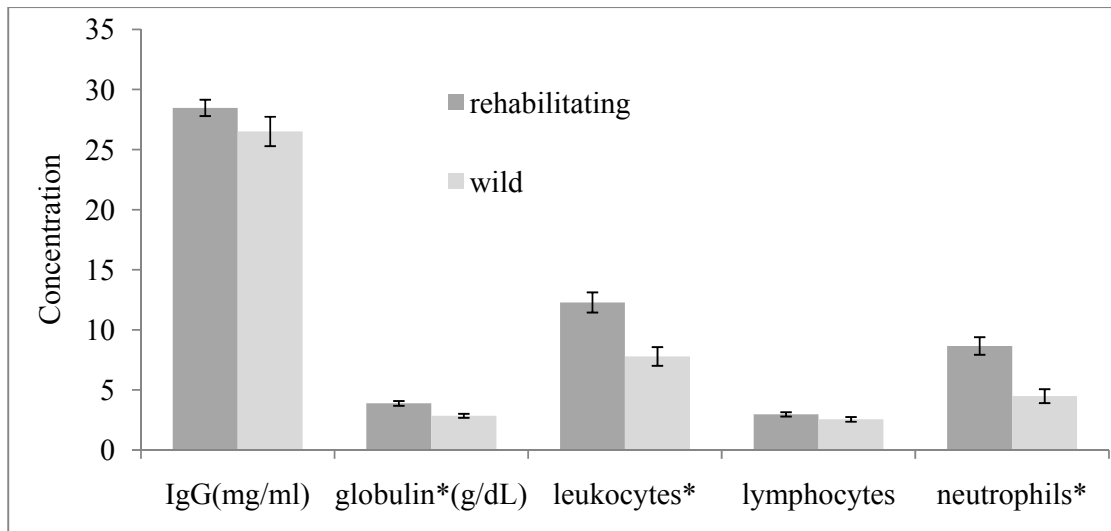 35
30
25
20
15
10
5
0
Concentration
rehabilitating
wild
IgG(mg/ml) globulin*(g/dL) leukocytes* lymphocytes neutrophils*